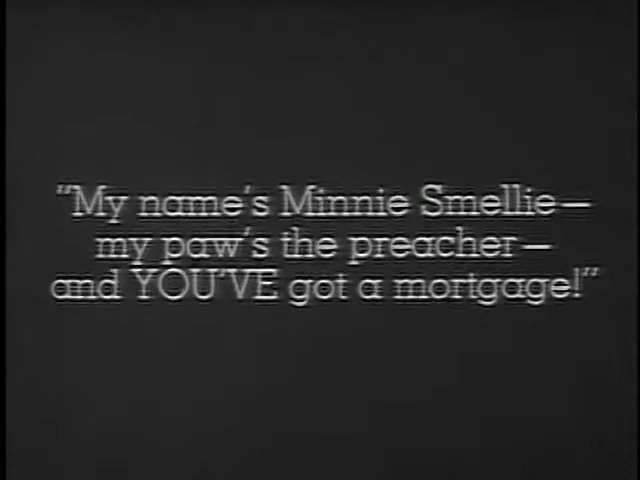 "My name's Minnie Smellie—
my paw's the preacher—
and YOU'VE got a mortgage!"